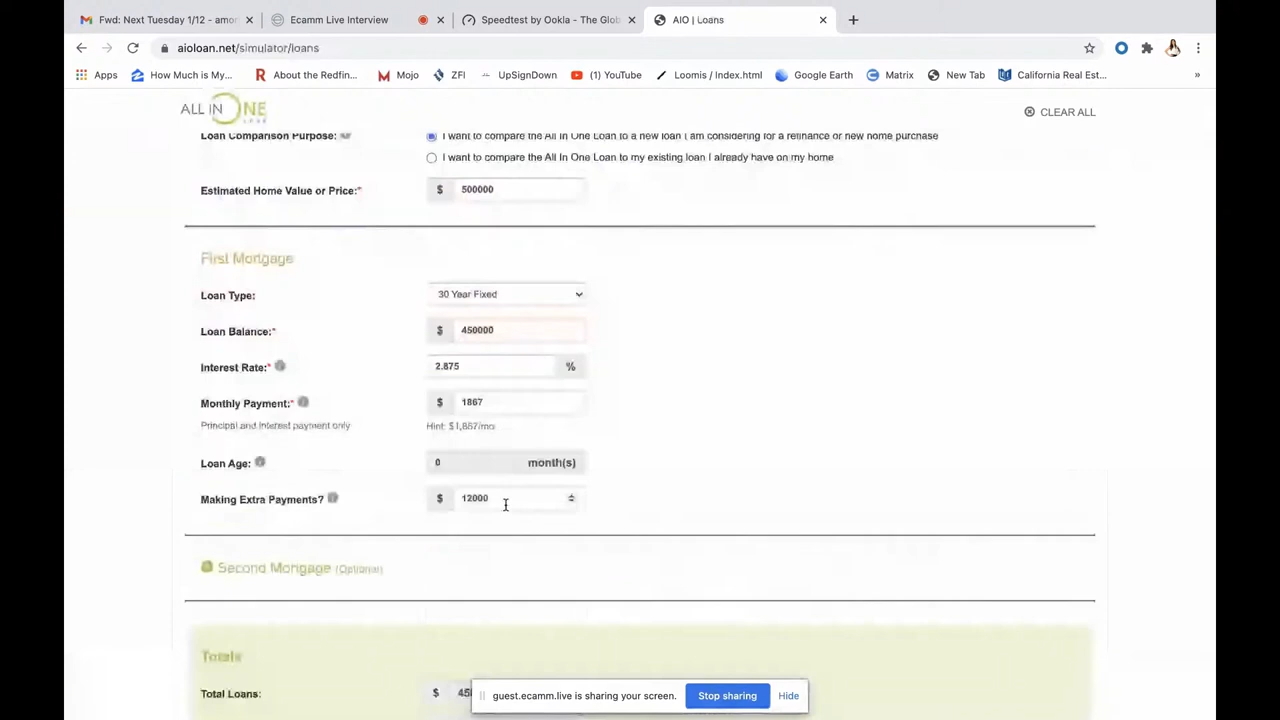 Fwd: Next Tuesday 1/12 - amor
Ecamm Live Interview
Speedtest by Ookla - The Glob
AIO | Loans
aioloan.net/simulator/loans
Apps
How Much is My...
About the Redfin...
Mojo
ZFI
UpSignDown
(1) YouTube
Loomis / Index.html
Google Earth
Matrix
New Tab
California Real Est...
»
ALL IN ONE
LOAN
CLEAR ALL
Loan Comparison Purpose:
I want to compare the All In One Loan to a new loan I am considering for a refinance or new home purchase
I want to compare the All In One Loan to my existing loan I already have on my home
Estimated Home Value or Price:*
$ 500000
First Mortgage
Loan Type:
30 Year Fixed
Loan Balance:*
$ 450000
Interest Rate:*
2.875 %
Monthly Payment:*
$ 1867
Principal and interest payment only
Hint: $1,867/mo
Loan Age:
0 month(s)
Making Extra Payments?
$ 12000
Second Mortgage (Optional)
Totals
Total Loans:
$
guest.ecamm.live is sharing your screen.
Stop sharing
Hide